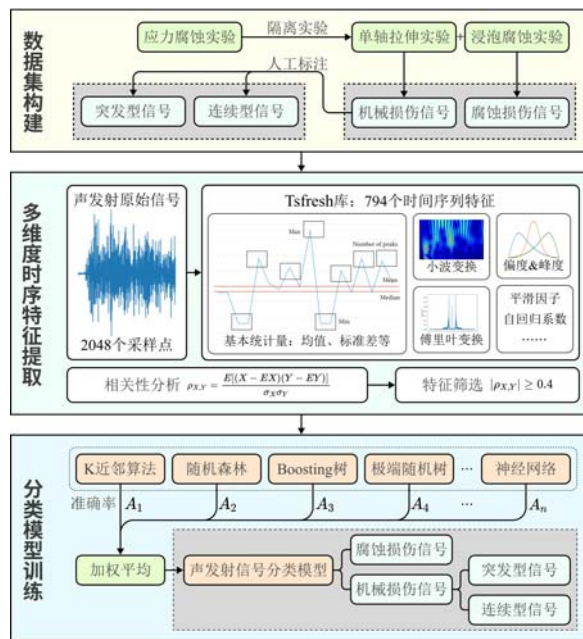 数据集构建
应力腐蚀实验
隔离实验
单轴拉伸实验
+
浸泡腐蚀实验
人工标注
突发型信号
连续型信号
机械损伤信号
腐蚀损伤信号
多维度时序特征提取
声发射原始信号
2048个采样点
Tsfresh库：794个时间序列特征
Max
Number of peaks
Mean
Median
Min
基本统计量：均值、标准差等
小波变换
偏度&峰度
傅里叶变换
平滑因子
自回归系数
……
相关性分析 ρX,Y = E[(X − EX)(Y − EY)] / σXσY
特征筛选 |ρX,Y| ≥ 0.4
分类模型训练
K近邻算法
随机森林
Boosting树
极端随机树
···
神经网络
准确率
A1
A2
A3
A4
···
An
加权平均
声发射信号分类模型
腐蚀损伤信号
机械损伤信号
突发型信号
连续型信号